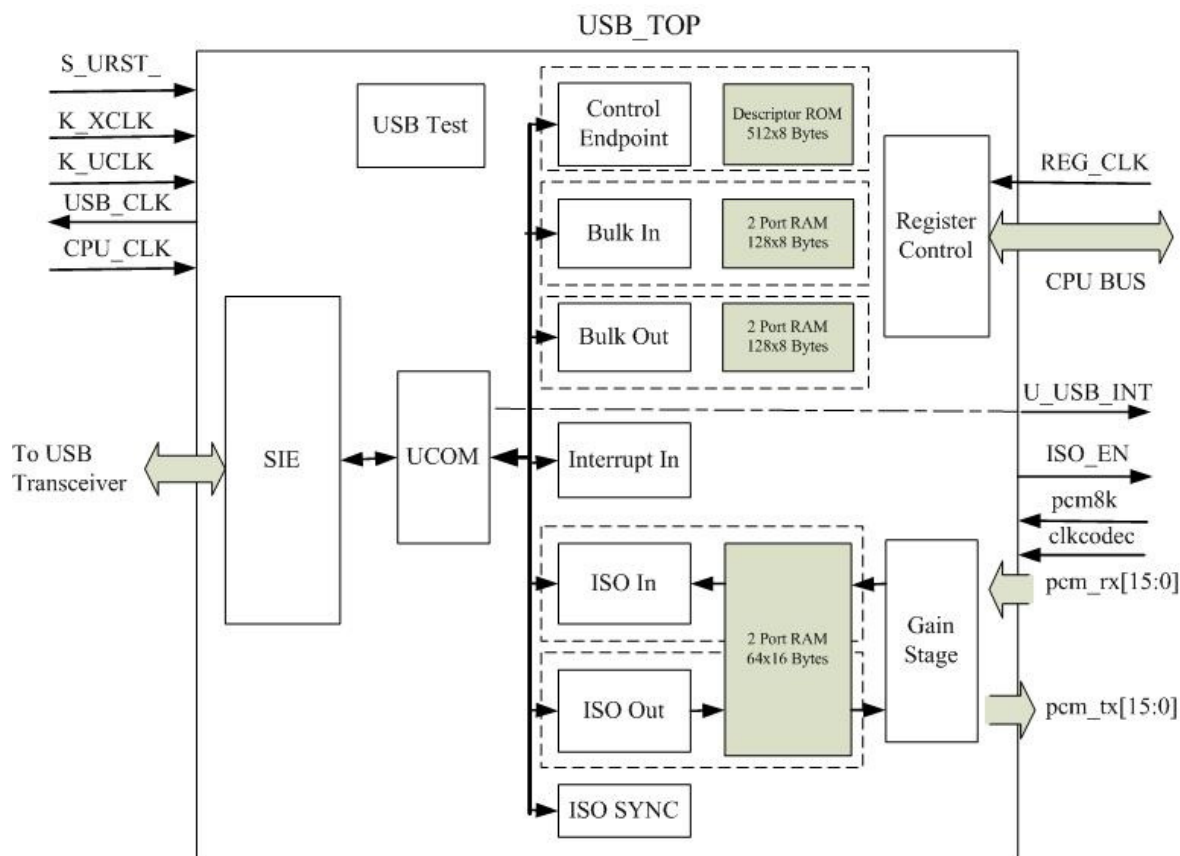 USB_TOP
S_URST_
K_XCLK
K_UCLK
USB_CLK
CPU_CLK
USB Test
Control
Endpoint
Descriptor ROM
512x8 Bytes
Bulk In
2 Port RAM
128x8 Bytes
Bulk Out
2 Port RAM
128x8 Bytes
Register
Control
REG_CLK
CPU BUS
U_USB_INT
To USB
Transceiver
SIE
UCOM
Interrupt In
ISO_EN
pcm8k
clkcodec
ISO In
2 Port RAM
64x16 Bytes
Gain
Stage
pcm_rx[15:0]
ISO Out
pcm_tx[15:0]
ISO SYNC